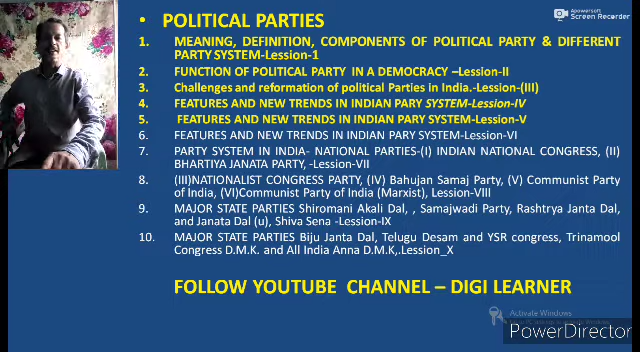 • POLITICAL PARTIES
Apowersoft
Screen Recorder
1. MEANING, DEFINITION, COMPONENTS OF POLITICAL PARTY & DIFFERENT
PARTY SYSTEM-Lession-1
2. FUNCTION OF POLITICAL PARTY IN A DEMOCRACY –Lession-II
3. Challenges and reformation of political Parties in India.-Lession-(III)
4. FEATURES AND NEW TRENDS IN INDIAN PARY SYSTEM-Lession-IV
5. FEATURES AND NEW TRENDS IN INDIAN PARY SYSTEM-Lession-V
6. FEATURES AND NEW TRENDS IN INDIAN PARY SYSTEM-Lession-VI
7. PARTY SYSTEM IN INDIA- NATIONAL PARTIES-(I) INDIAN NATIONAL CONGRESS, (II)
BHARTIYA JANATA PARTY, -Lession-VII
8. (III)NATIONALIST CONGRESS PARTY, (IV) Bahujan Samaj Party, (V) Communist Party
of India, (VI)Communist Party of India (Marxist), Lession-VIII
9. MAJOR STATE PARTIES Shiromani Akali Dal, , Samajwadi Party, Rashtrya Janta Dal,
and Janata Dal (u), Shiva Sena -Lession-IX
10. MAJOR STATE PARTIES Biju Janta Dal, Telugu Desam and YSR congress, Trinamool
Congress D.M.K. and All India Anna D.M.K,.Lession_X
FOLLOW YOUTUBE CHANNEL – DIGI LEARNER
Activate Windows
PowerDirector